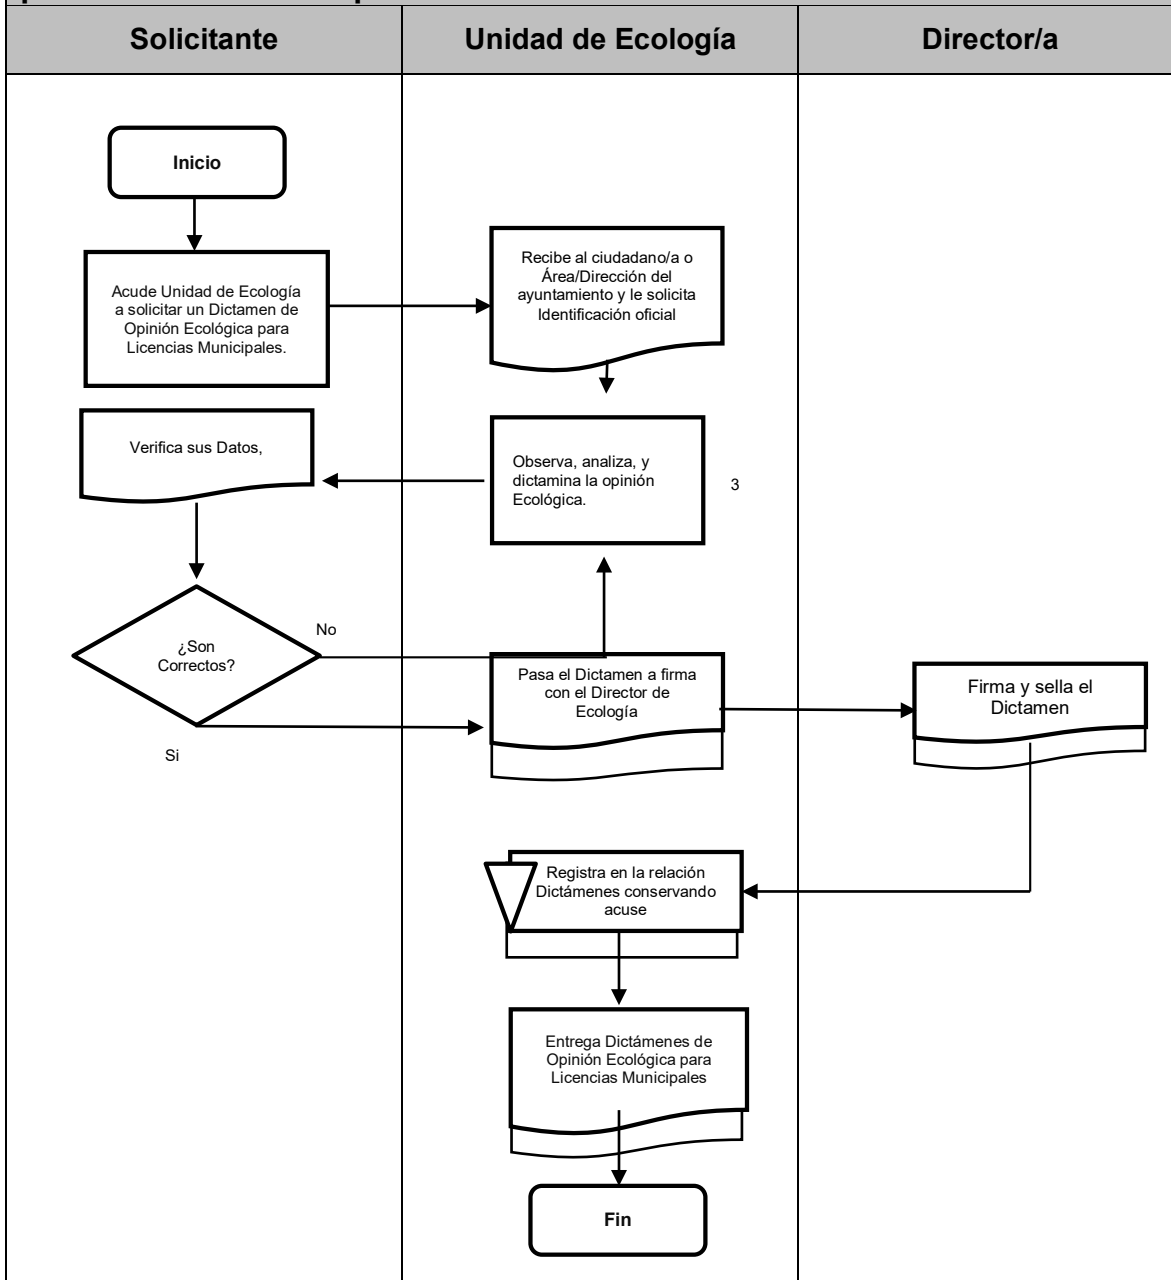 Solicitante
Unidad de Ecología
Director/a
Inicio
Acude Unidad de Ecología
a solicitar un Dictamen de
Opinión Ecológica para
Licencias Municipales.
Recibe al ciudadano/a o
Área/Dirección del
ayuntamiento y le solicita
Identificación oficial
Observa, analiza, y
dictamina la opinión
Ecológica.
3
Verifica sus Datos,
¿Son
Correctos?
No
Si
Pasa el Dictamen a firma
con el Director de
Ecología
Firma y sella el
Dictamen
Registra en la relación
Dictámenes conservando
acuse
Entrega Dictámenes de
Opinión Ecológica para
Licencias Municipales
Fin